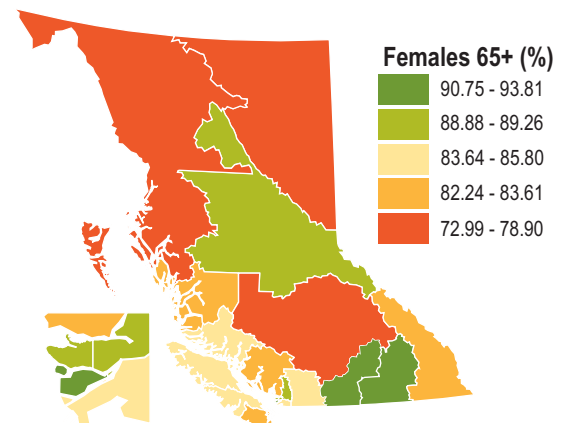 Females 65+ (%)
90.75 - 93.81
88.88 - 89.26
83.64 - 85.80
82.24 - 83.61
72.99 - 78.90